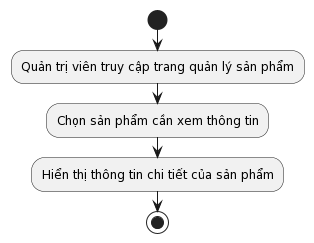 Quản trị viên truy cập trang quản lý sản phẩm
Chọn sản phẩm cần xem thông tin
Hiển thị thông tin chi tiết của sản phẩm